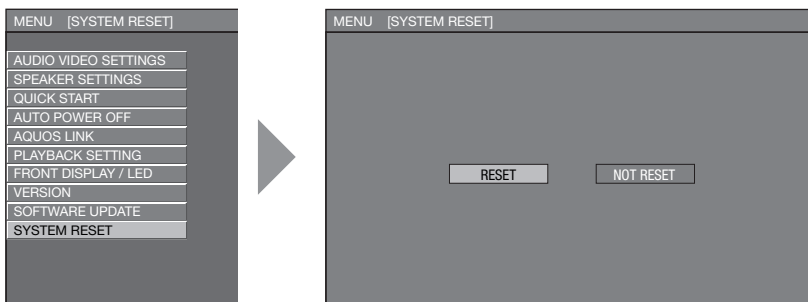 MENU [SYSTEM RESET]
AUDIO VIDEO SETTINGS
SPEAKER SETTINGS
QUICK START
AUTO POWER OFF
AQUOS LINK
PLAYBACK SETTING
FRONT DISPLAY / LED
VERSION
SOFTWARE UPDATE
SYSTEM RESET
MENU [SYSTEM RESET]
RESET NOT RESET